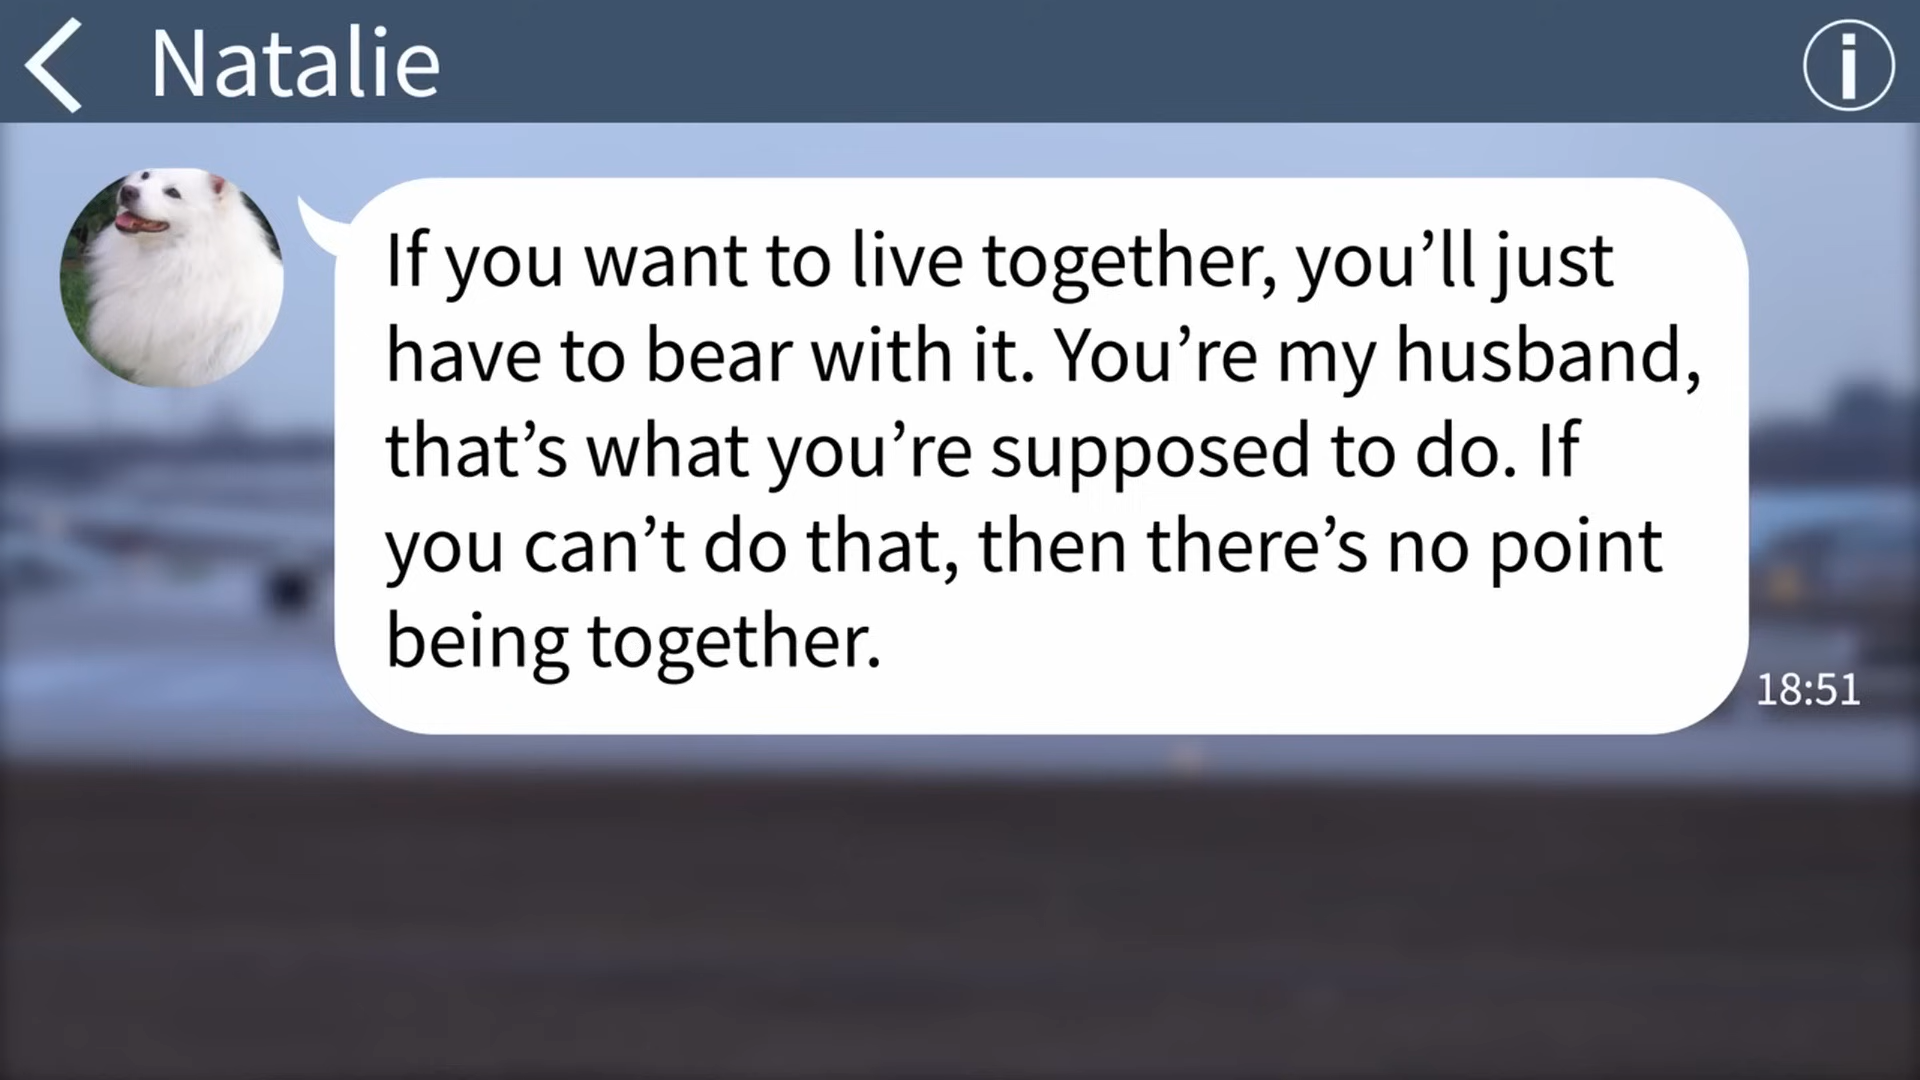 Natalie
If you want to live together, you’ll just
have to bear with it. You’re my husband,
that’s what you’re supposed to do. If
you can’t do that, then there’s no point
being together.
18:51